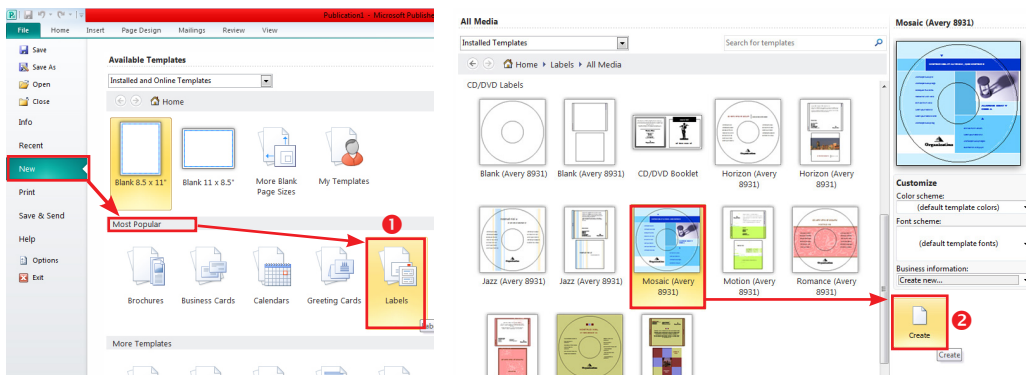 Publication1 - Microsoft Publishe
File Home Insert Page Design Mailings Review View
Save
Save As
Open
Close
Info
Recent
New
Print
Save & Send
Help
Options
Exit
Available Templates
Installed and Online Templates
Home
Blank 8.5 x 11"
Blank 11 x 8.5"
More Blank
Page Sizes
My Templates
Most Popular
1
Brochures
Business Cards
Calendars
Greeting Cards
Labels
More Templates
All Media
Installed Templates
Search for templates
Home Labels All Media
CD/DVD Labels
Blank (Avery 8931)
Blank (Avery 8931)
CD/DVD Booklet
Horizon (Avery
8931)
Horizon (Avery
8931)
Jazz (Avery 8931)
Jazz (Avery 8931)
Mosaic (Avery
8931)
Motion (Avery
8931)
Romance (Avery
8931)
Mosaic (Avery 8931)
Organization
Customize
Color scheme:
(default template colors)
Font scheme:
(default template fonts)
Business information:
Create new...
Create
2
Create